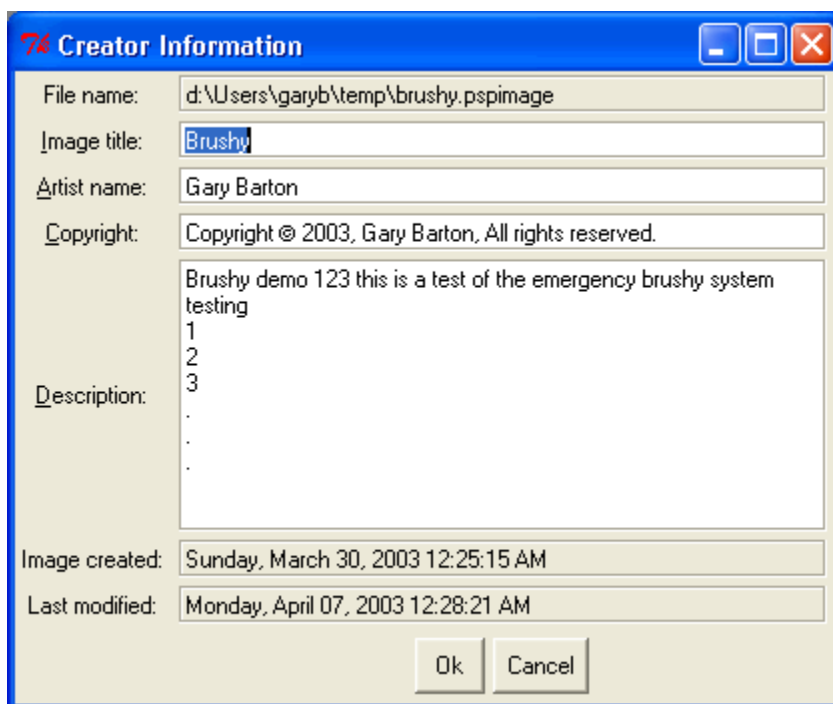 Creator Information
File name: d:\Users\garyb\temp\brushy.pspimage
Image title: Brushy
Artist name: Gary Barton
Copyright: Copyright © 2003, Gary Barton, All rights reserved.
Description: Brushy demo 123 this is a test of the emergency brushy system
testing
1
2
3
.
.
.
Image created: Sunday, March 30, 2003 12:25:15 AM
Last modified: Monday, April 07, 2003 12:28:21 AM
Ok Cancel